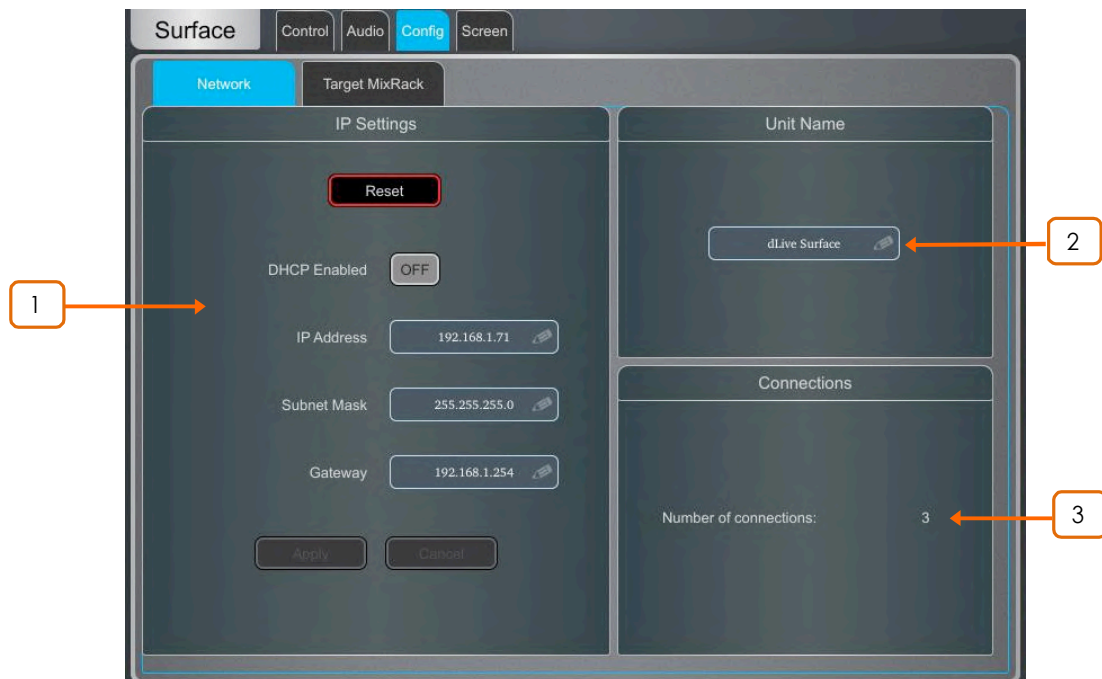 Surface
Control Audio Config Screen
Network Target MixRack
IP Settings
Reset
DHCP Enabled OFF
IP Address 192.168.1.71
Subnet Mask 255.255.255.0
Gateway 192.168.1.254
Apply Cancel
1
Unit Name
dLive Surface
2
Connections
Number of connections: 3
3